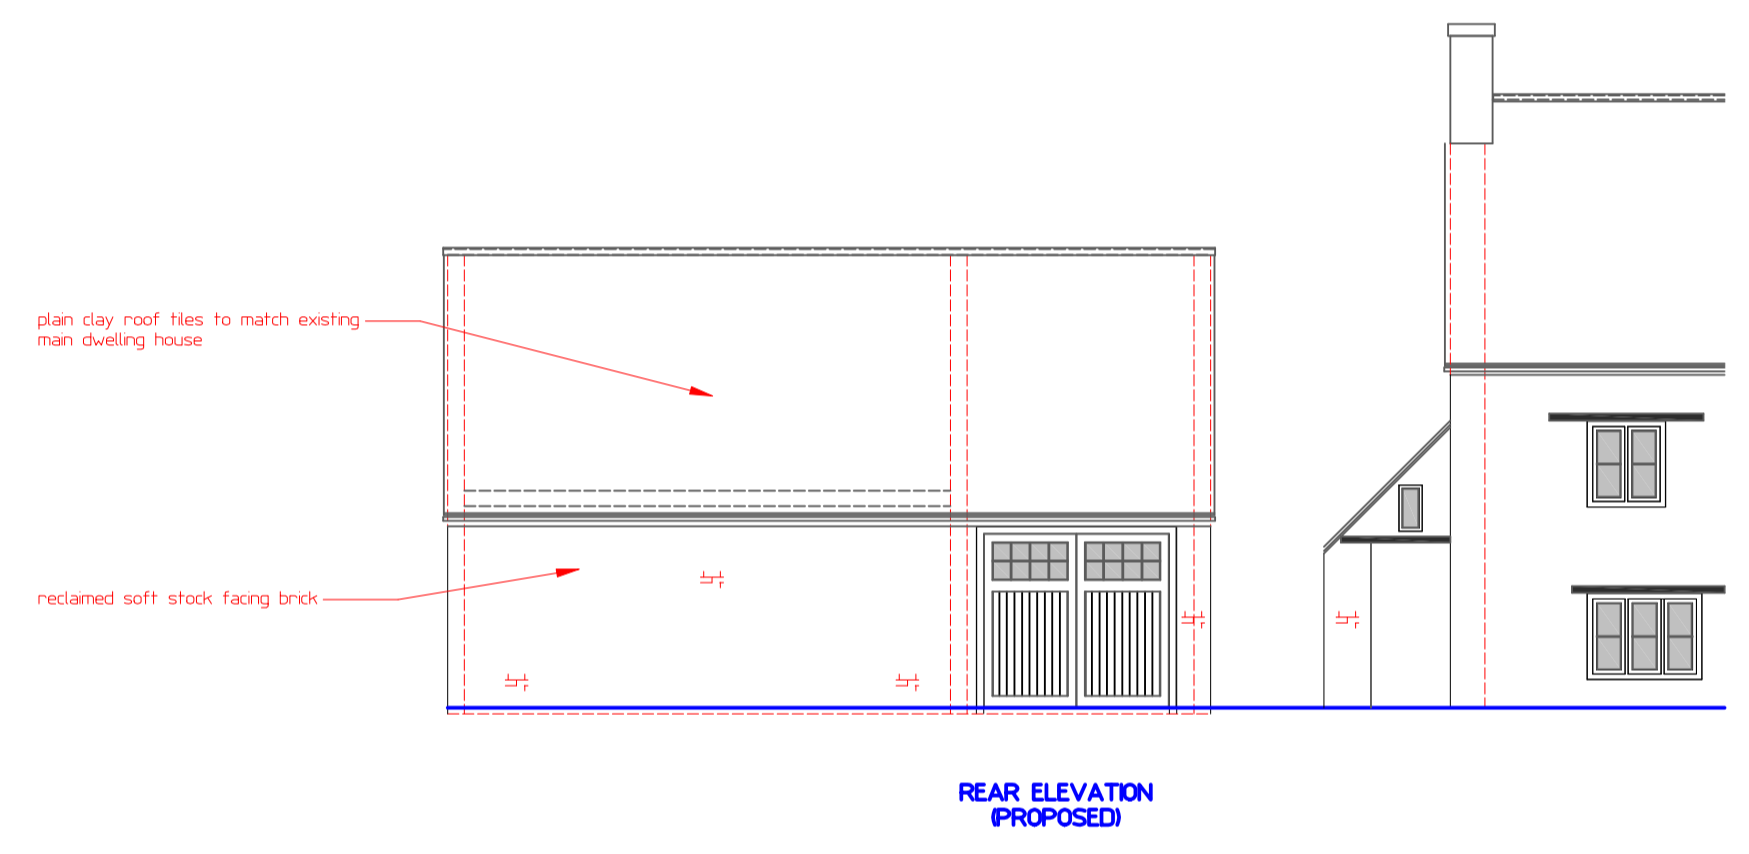 plain clay roof tiles to match existing
main dwelling house
reclaimed soft stock facing brick
REAR ELEVATION
(PROPOSED)